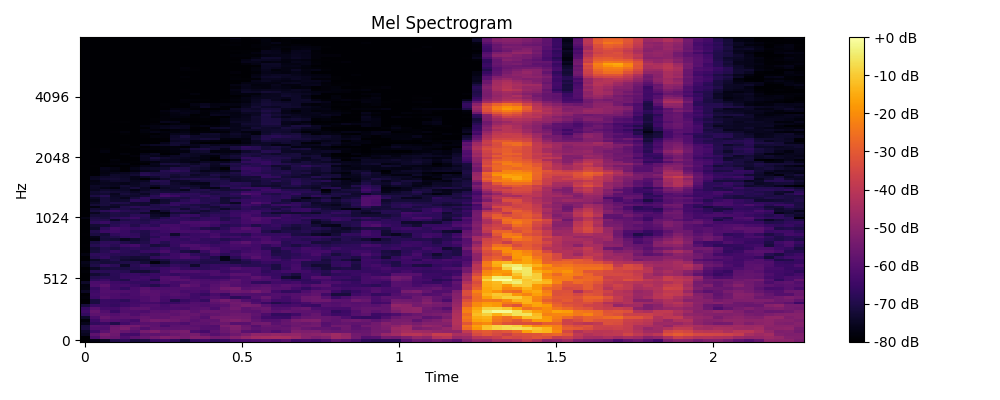 Mel Spectrogram
+0 dB
-10 dB
-20 dB
-30 dB
-40 dB
-50 dB
-60 dB
-70 dB
-80 dB
4096
2048
1024
512
0
Hz
0
0.5
1
1.5
2
Time